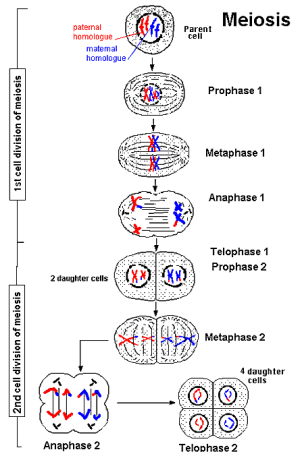 Meiosis
paternal
homologue
maternal
homologue
Parent
cell
Prophase 1
Metaphase 1
Anaphase 1
1st cell division of meiosis
Telophase 1
Prophase 2
2 daughter cells
Metaphase 2
2nd cell division of meiosis
4 daughter
cells
Anaphase 2
Telophase 2